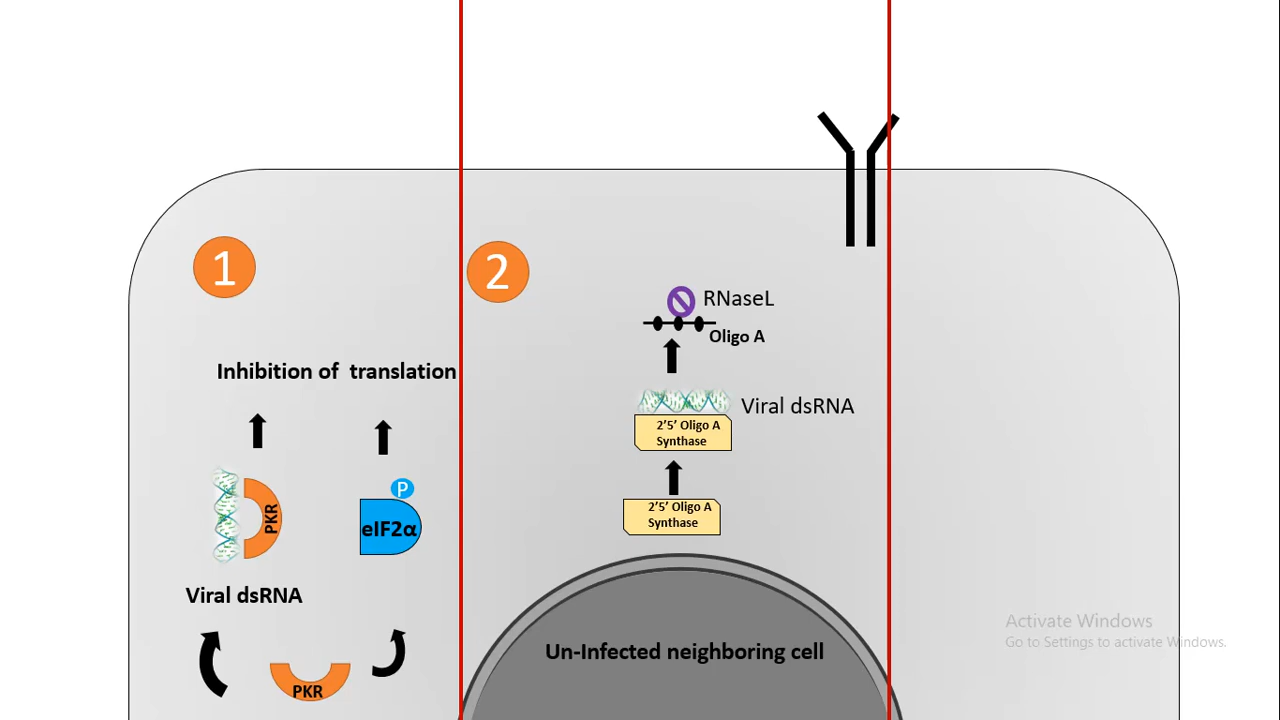 1
2
RNaseL
Oligo A
Inhibition of  translation
Viral dsRNA
2’5’ Oligo A
Synthase
P
PKR
eIF2α
2’5’ Oligo A
Synthase
Viral dsRNA
PKR
Un-Infected neighboring cell
Activate Windows
Go to Settings to activate Windows.